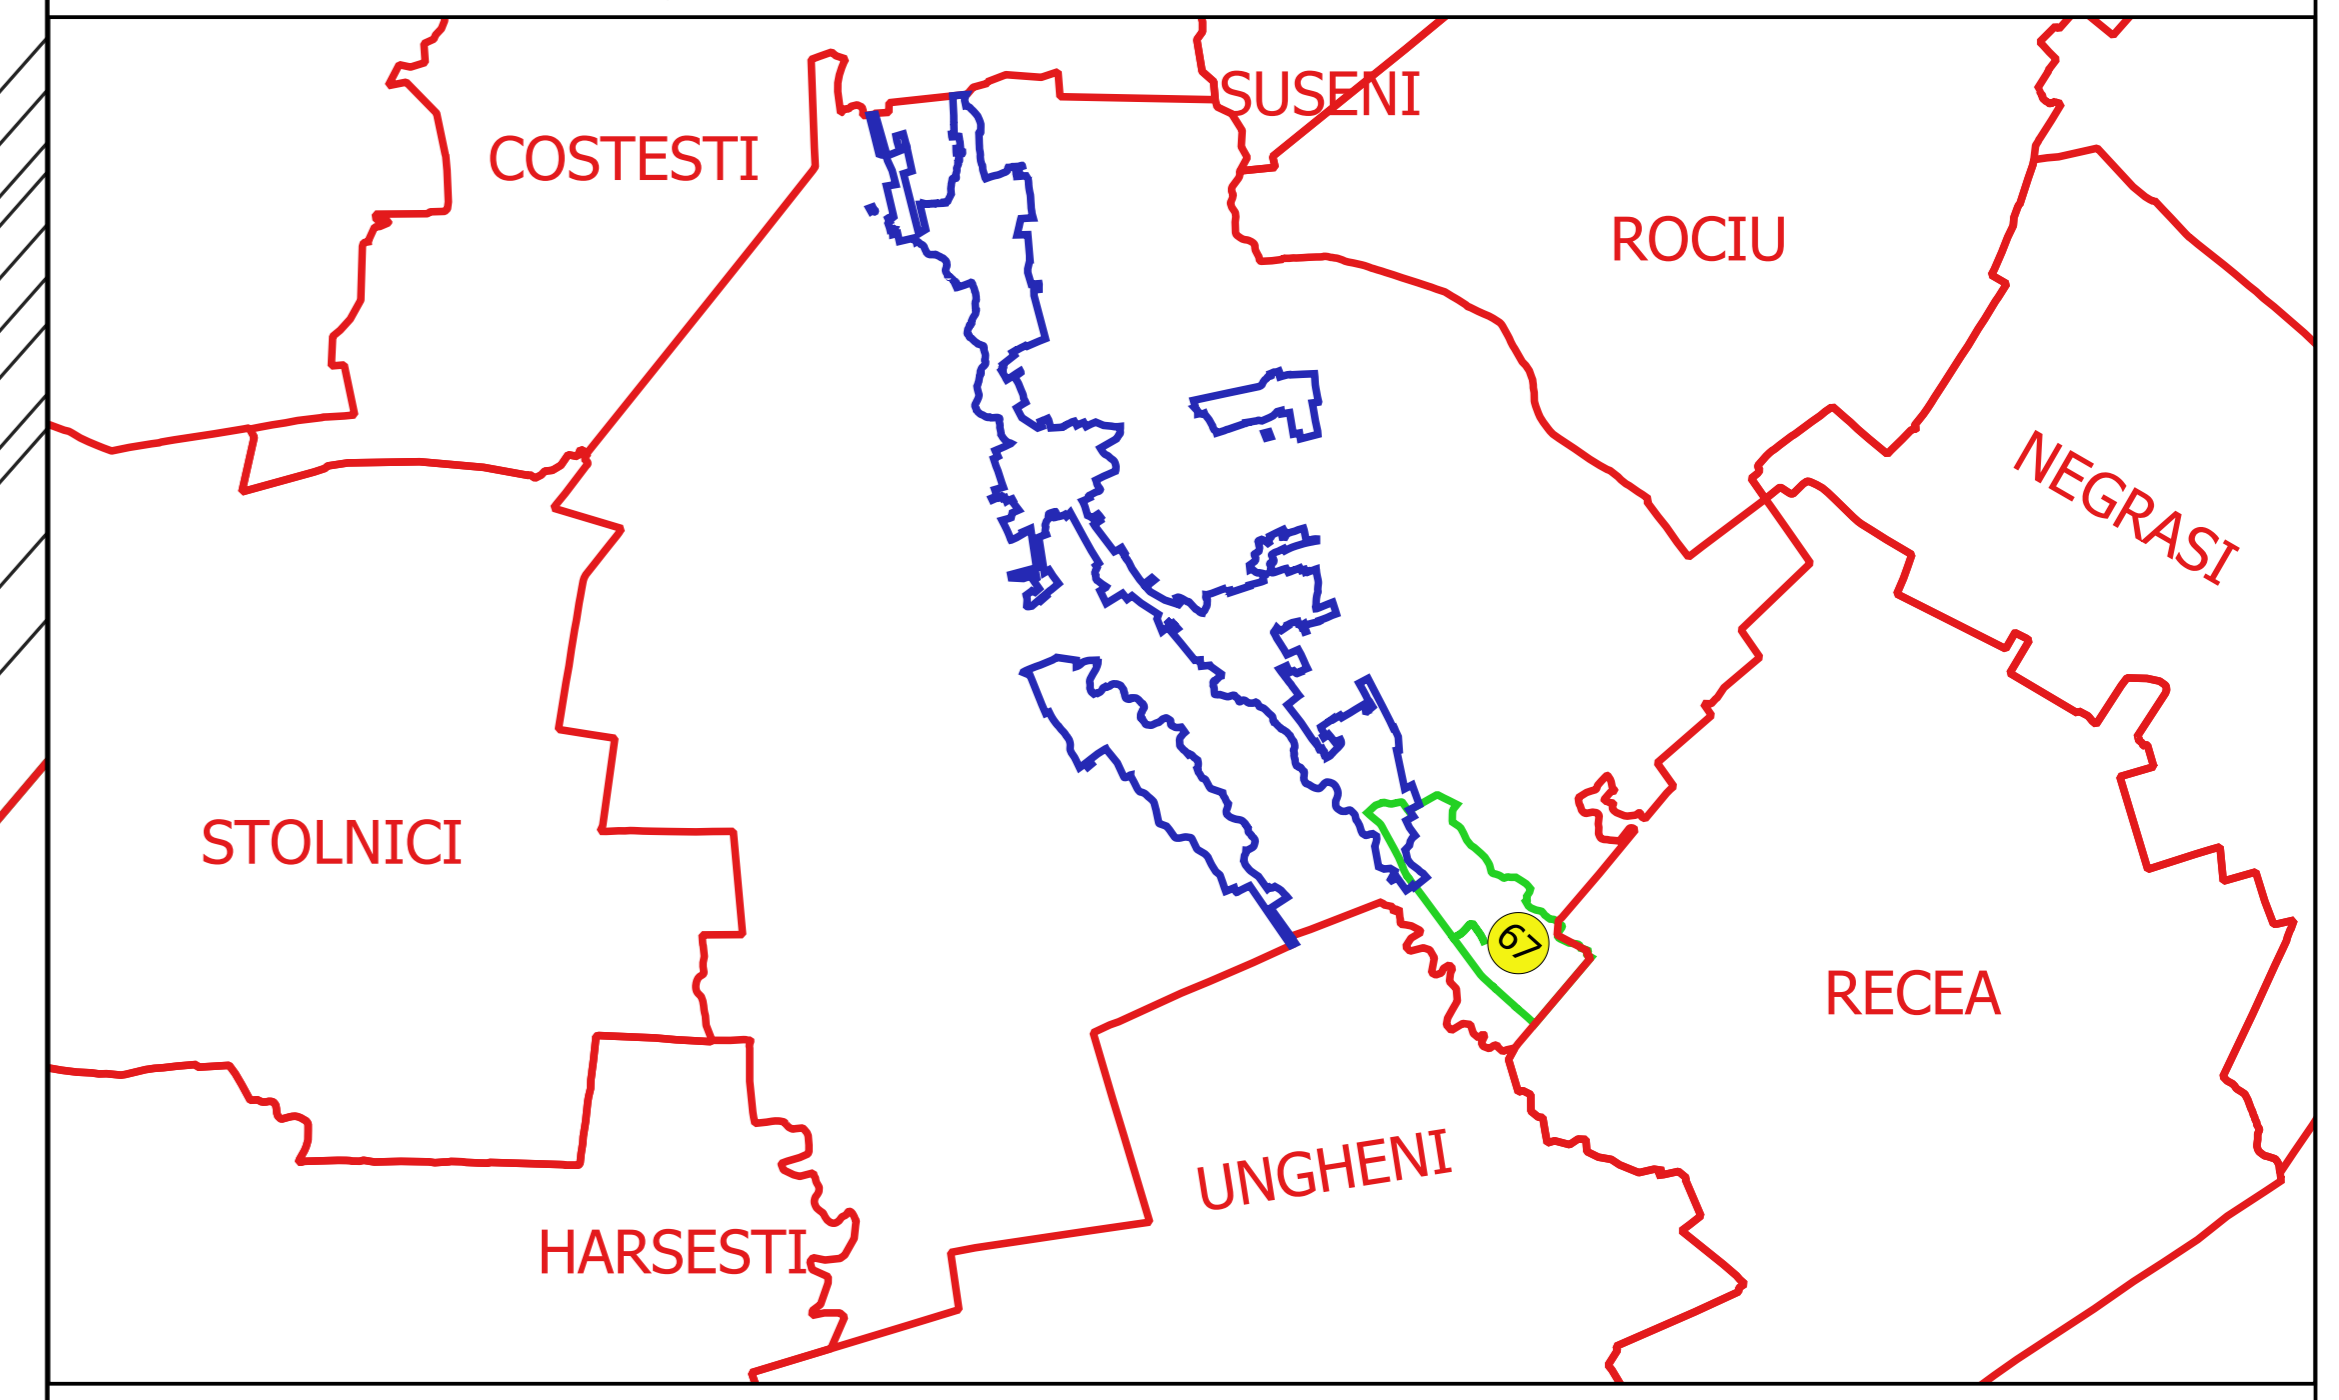 SUSENI
COSTESTI
ROCIU
NEGRASI
STOLNICI
67
RECEA
UNGHENI
HARSESTI